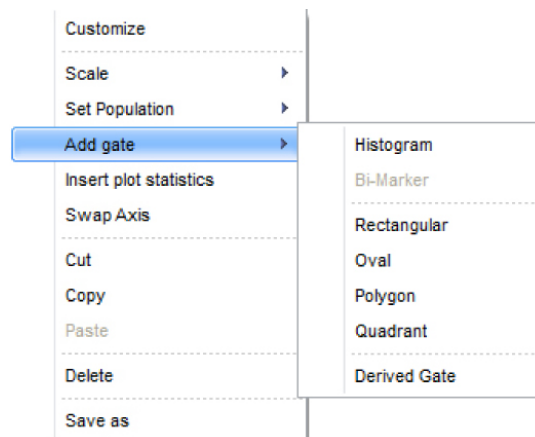 Customize
Scale
Set Population
Add gate
Insert plot statistics
Swap Axis
Cut
Copy
Paste
Delete
Save as
Histogram
Bi-Marker
Rectangular
Oval
Polygon
Quadrant
Derived Gate